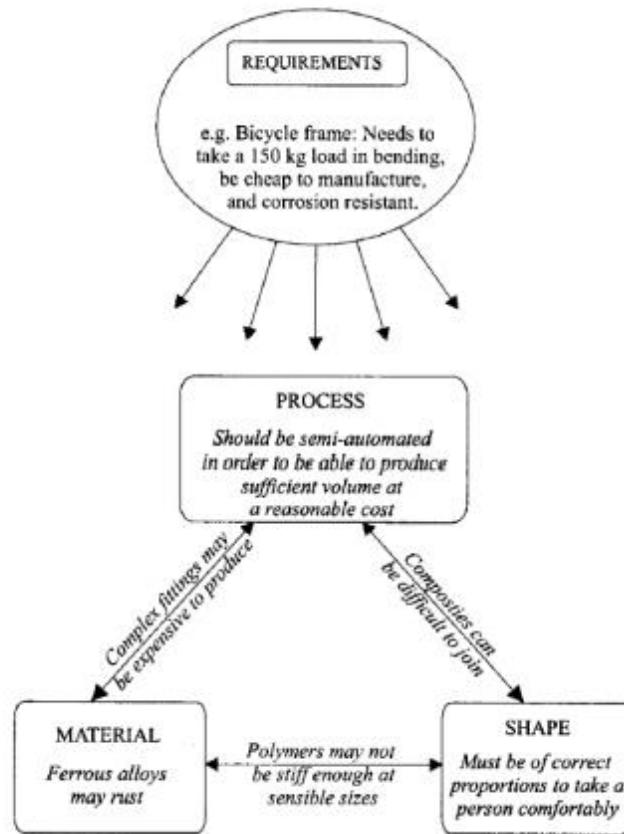 REQUIREMENTS
e.g. Bicycle frame: Needs to
take a 150 kg load in bending,
be cheap to manufacture,
and corrosion resistant.
PROCESS
Should be semi-automated
in order to be able to produce
sufficient volume at
a reasonable cost
Complex fittings may
be expensive to produce
Composties can
be difficult to join
MATERIAL
Ferrous alloys
may rust
Polymers may not
be stiff enough at
sensible sizes
SHAPE
Must be of correct
proportions to take a
person comfortably